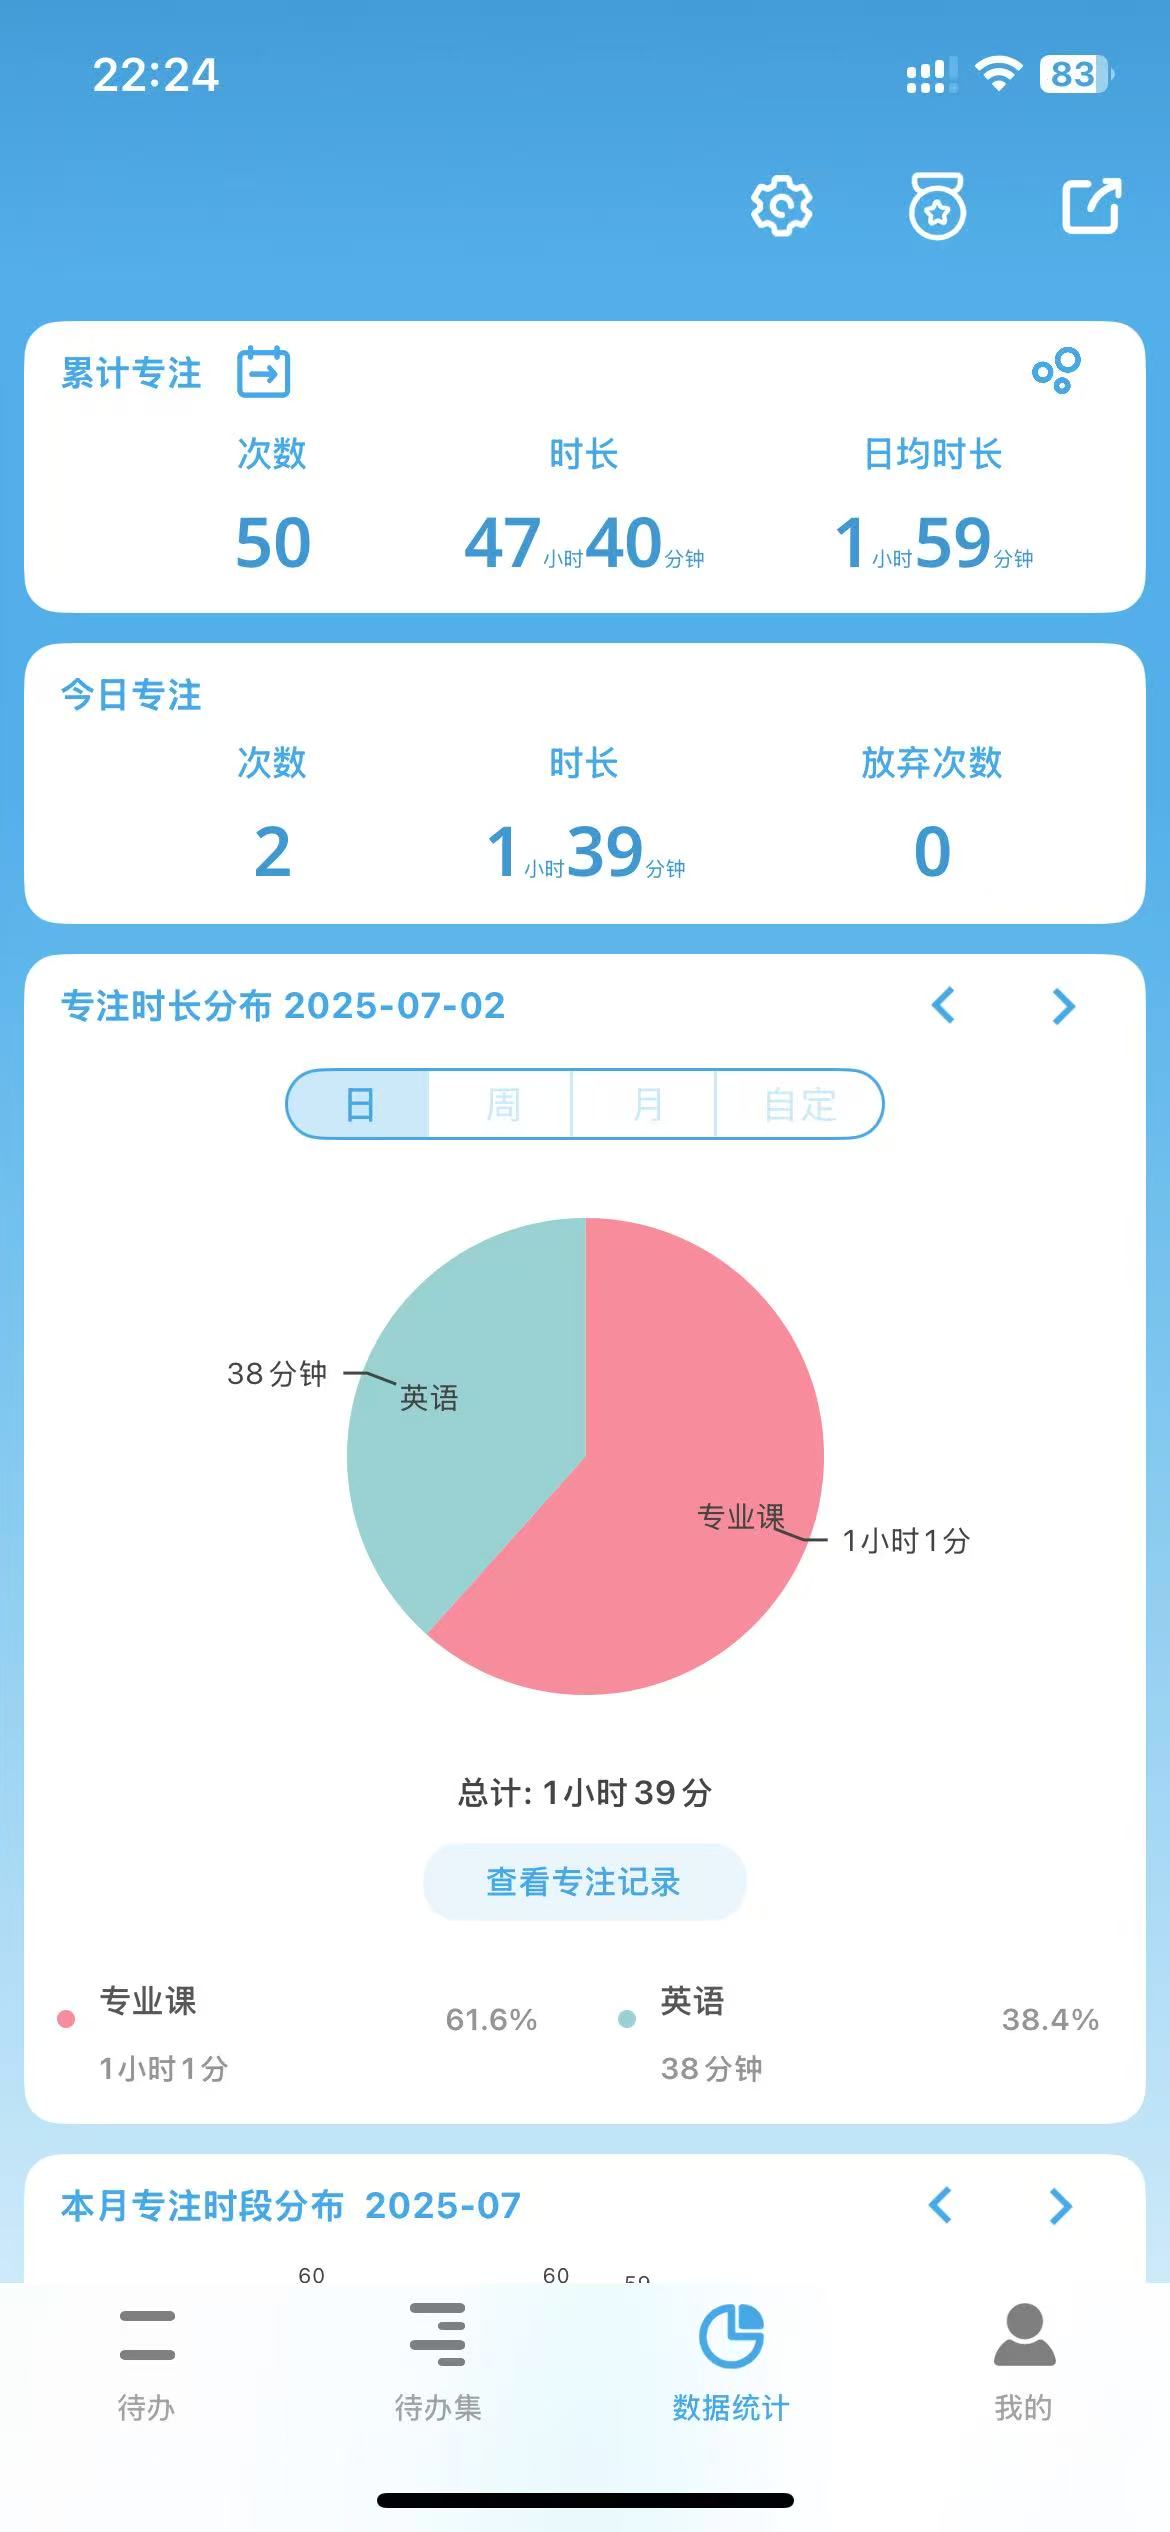 22:24
83
累计专注
次数 时长 日均时长
50 47小时40分钟 1小时59分钟
今日专注
次数 时长 放弃次数
2 1小时39分钟 0
专注时长分布 2025-07-02
日 周 月 自定
38分钟
英语
专业课
1小时1分
总计: 1小时39分
查看专注记录
专业课 61.6% 英语 38.4%
1小时1分 38分钟
本月专注时段分布 2025-07
60 60 59
待办 待办集 数据统计 我的